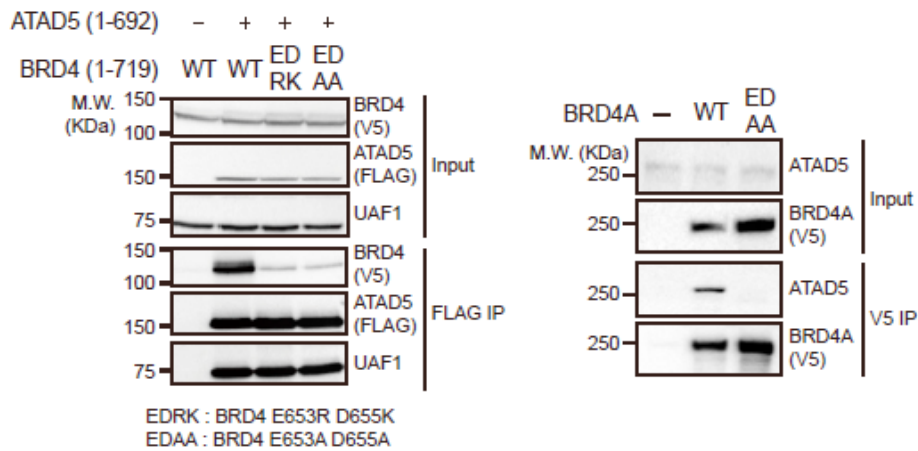 ATAD5 (1-692) – + + +
BRD4 (1-719) WT WT ED RK ED AA
M.W. (KDa)
150
100
BRD4 (V5)
150
ATAD5 (FLAG)
75
UAF1
Input
150
100
BRD4 (V5)
150
ATAD5 (FLAG)
75
UAF1
FLAG IP
EDRK : BRD4 E653R D655K
EDAA : BRD4 E653A D655A
BRD4A – WT ED AA
M.W. (KDa)
250
ATAD5
250
BRD4A (V5)
Input
250
ATAD5
250
BRD4A (V5)
V5 IP